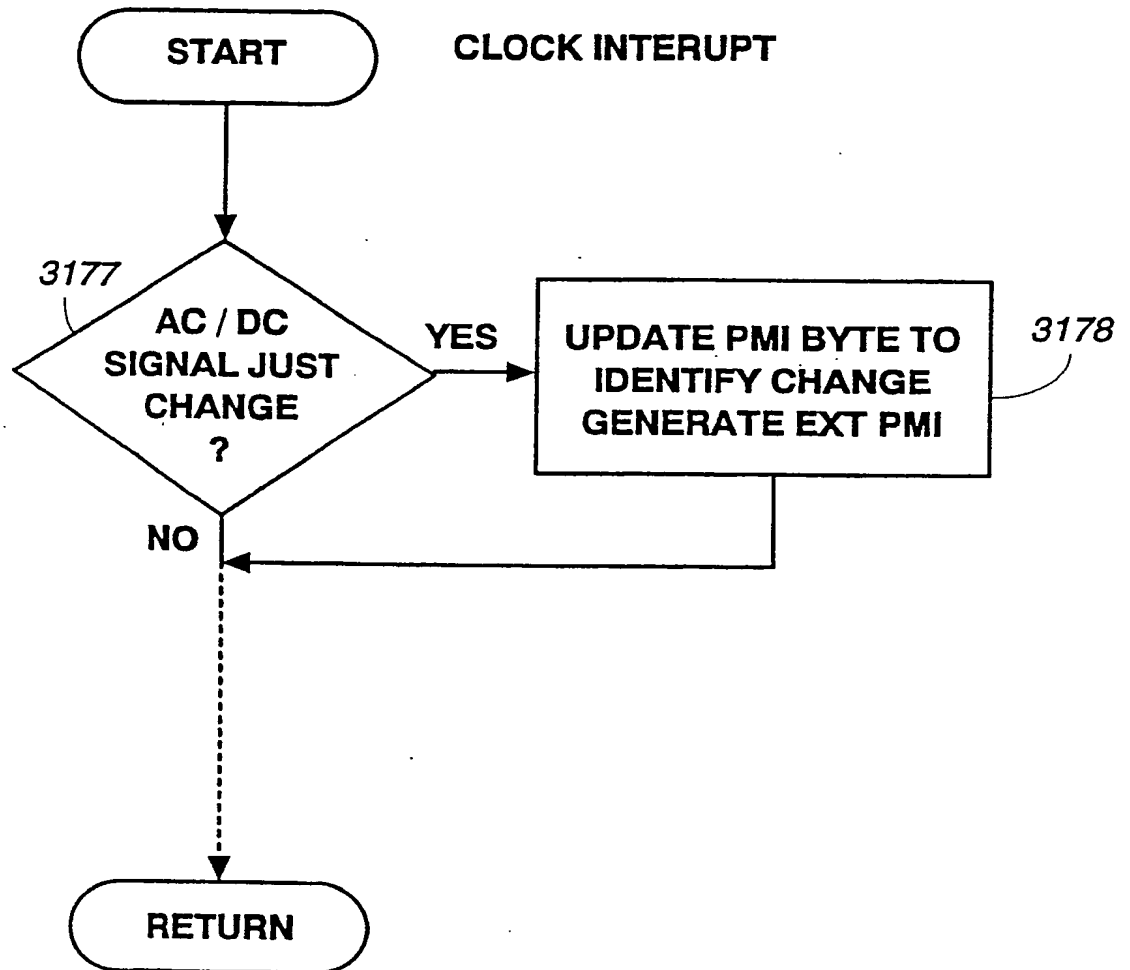 START
CLOCK INTERUPT
3177
AC / DC
SIGNAL JUST
CHANGE
?
YES
UPDATE PMI BYTE TO
IDENTIFY CHANGE
GENERATE EXT PMI
3178
NO
RETURN